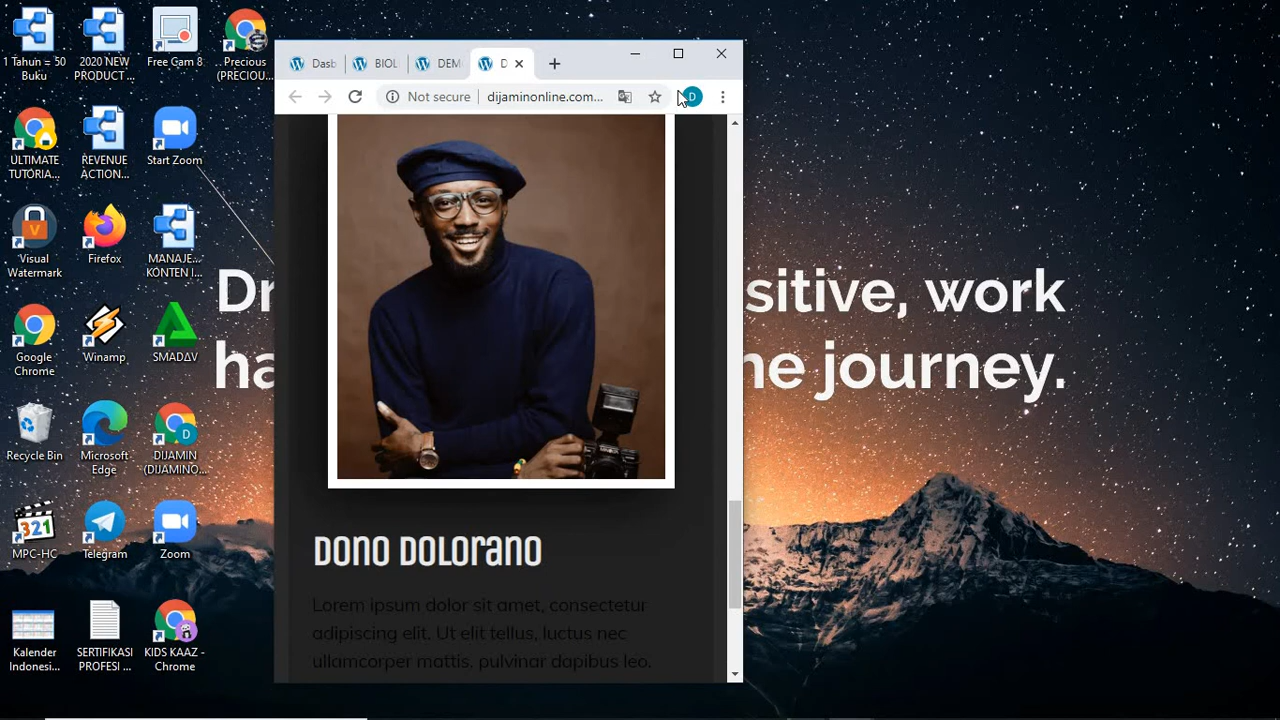 1 Tahun = 50 Buku
2020 NEW PRODUCT ...
Free Cam 8
Precious (PRECIOU...
ULTIMATE TUTORIA...
REVENUE ACTION...
Start Zoom
Visual Watermark
Firefox
MANAJE... KONTEN I...
Google Chrome
Winamp
SMADAV
Recycle Bin
Microsoft Edge
DIJAMIN (DIJAMINO...
MPC-HC
Telegram
Zoom
Kalender Indonesi...
SERTIFIKASI PROFESI ...
KIDS KAAZ - Chrome
321
Dasb
BIOL
DEM
D
Not secure
dijaminonline.com...
D
Dono Dolorano
Lorem ipsum dolor sit amet, consectetur
adipiscing elit. Ut elit tellus, luctus nec
ullamcorper mattis, pulvinar dapibus leo.
sitive, work
ha
ne journey.